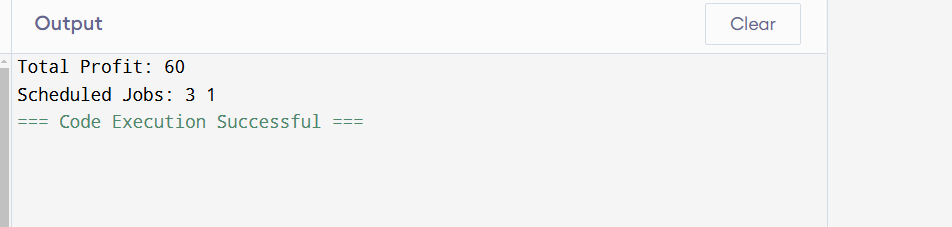 Output
Clear
Total Profit: 60
Scheduled Jobs: 3 1
=== Code Execution Successful ===